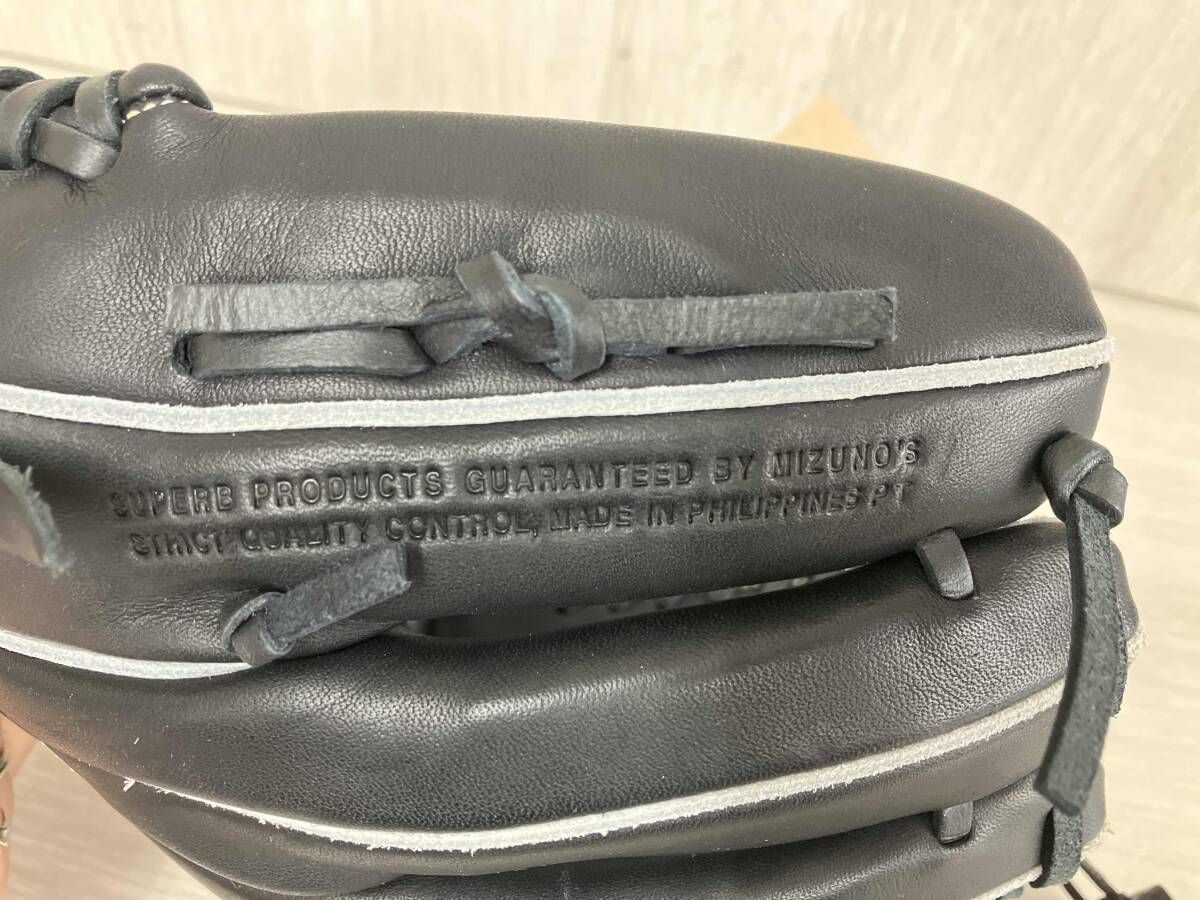 SUPERB PRODUCTS GUARANTEED BY MIZUNO'S
STRICT QUALITY CONTROL, MADE IN PHILIPPINES PT